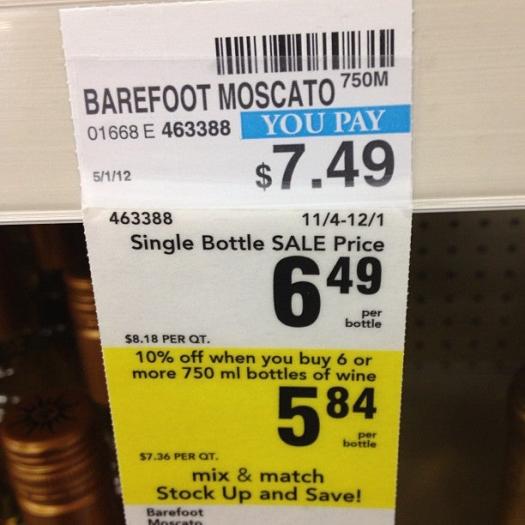 BAREFOOT MOSCATO 750M
01668 E 463388 YOU PAY
5/1/12 $7.49
463388 11/4-12/1
Single Bottle SALE Price
6 49
per
bottle
$8.18 PER QT.
10% off when you buy 6 or
more 750 ml bottles of wine
5 84
per
bottle
$7.36 PER QT.
mix & match
Stock Up and Save!
Barefoot
Moscato